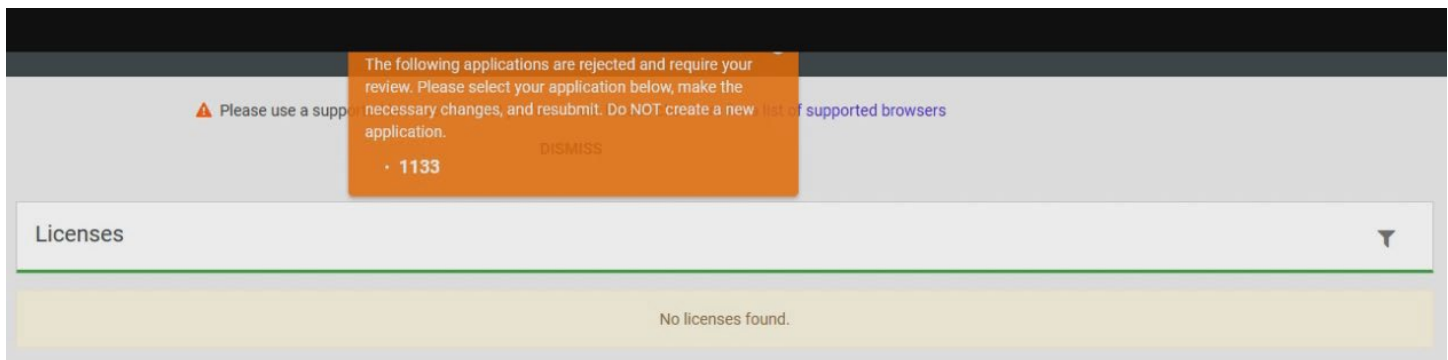 The following applications are rejected and require your
review. Please select your application below, make the
necessary changes, and resubmit. Do NOT create a new
application.
· 1133
Please use a suppor
list of supported browsers
DISMISS
Licenses
No licenses found.